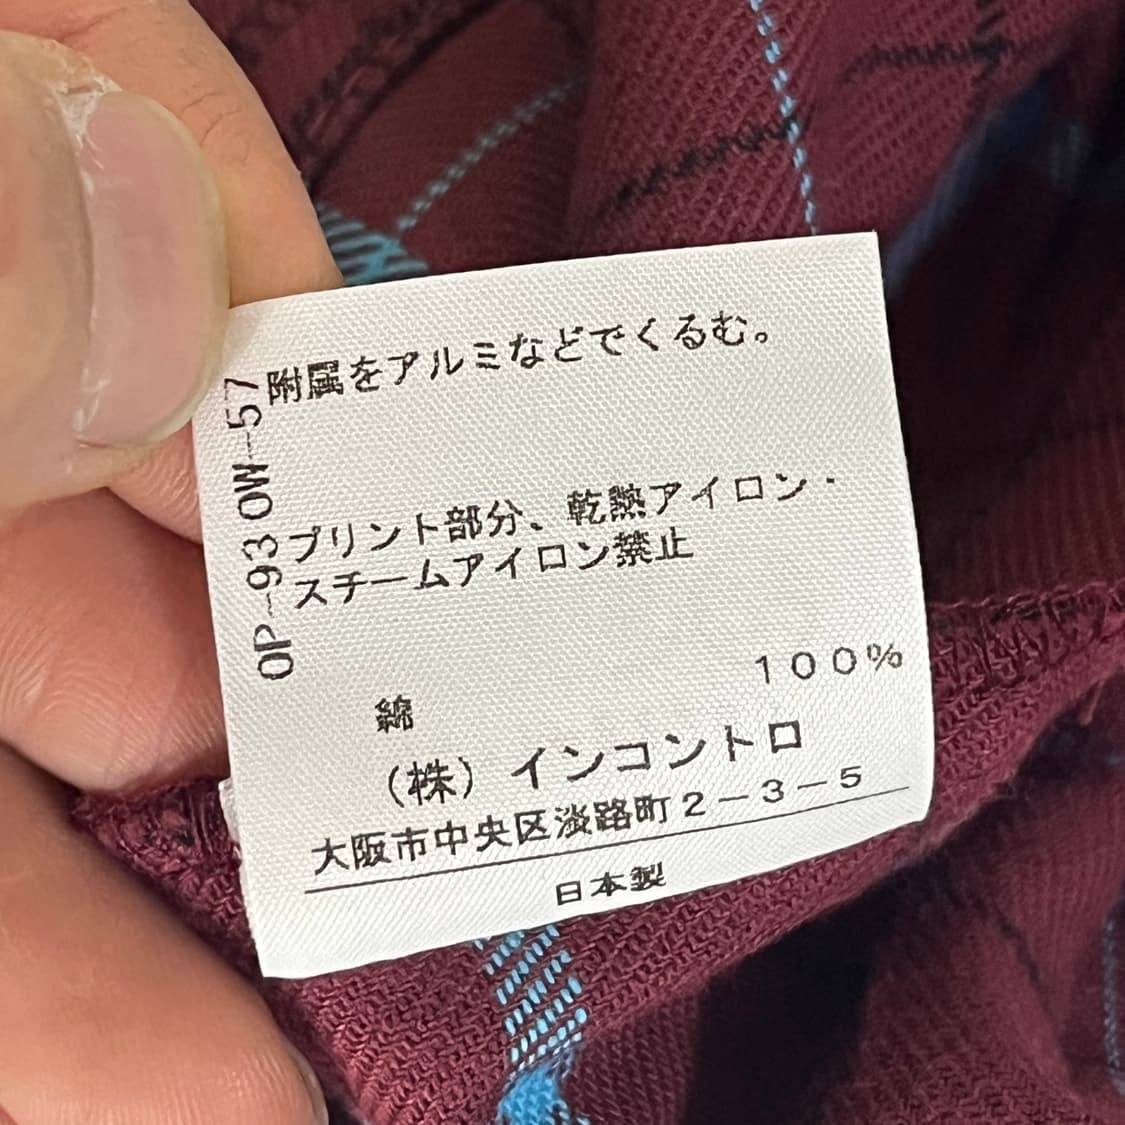 附属をアルミなどでくるむ。
OP-93 OW-57
プリント部分、乾熱アイロン・
スチームアイロン禁止
綿 100%
(株)インコントロ
大阪市中央区淡路町2-3-5
日本製